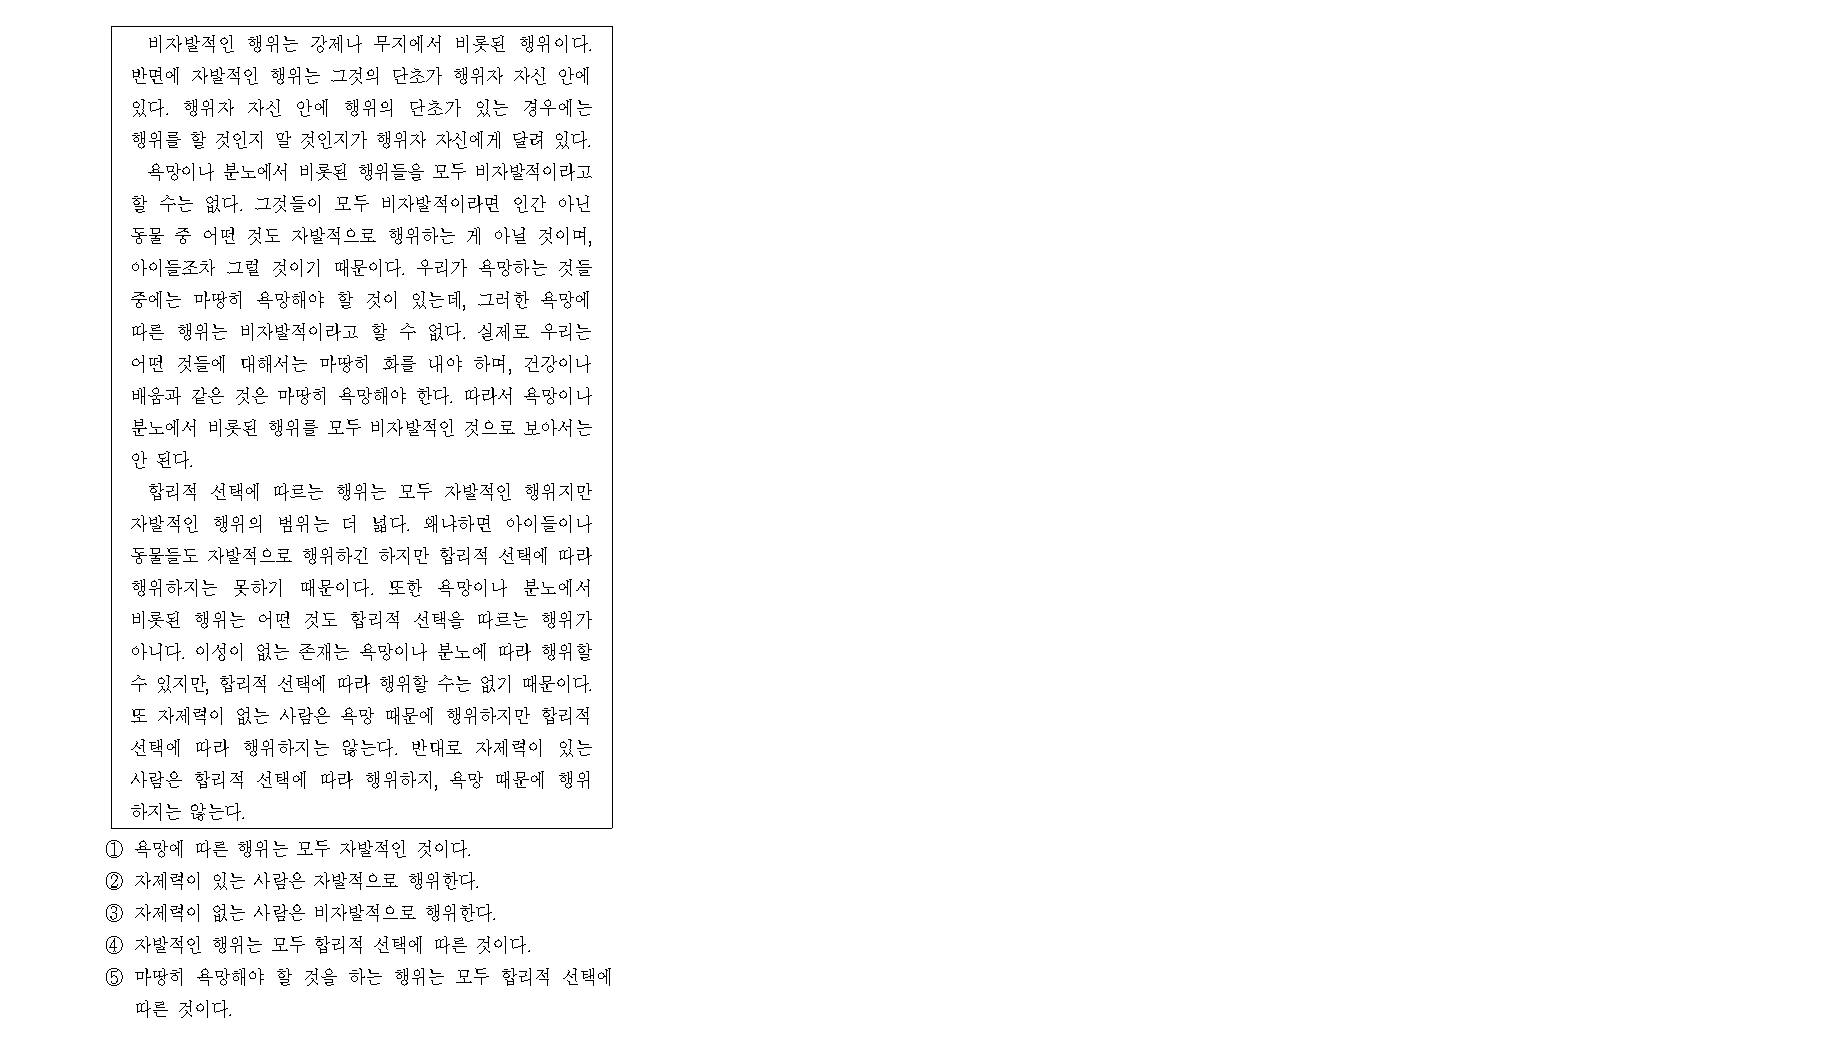 비자발적인 행위는 강제나 무지에서 비롯된 행위이다.
반면에 자발적인 행위는 그것의 단초가 행위자 자신 안에
있다. 행위자 자신 안에 행위의 단초가 있는 경우에는
행위를 할 것인지 말 것인지가 행위자 자신에게 달려 있다.
욕망이나 분노에서 비롯된 행위들을 모두 비자발적이라고
할 수는 없다. 그것들이 모두 비자발적이라면 인간 아닌
동물 중 어떤 것도 자발적으로 행위하는 게 아닐 것이며,
아이들조차 그럴 것이기 때문이다. 우리가 욕망하는 것들
중에는 마땅히 욕망해야 할 것이 있는데, 그러한 욕망에
따른 행위는 비자발적이라고 할 수 없다. 실제로 우리는
어떤 것들에 대해서는 마땅히 화를 내야 하며, 건강이나
배움과 같은 것은 마땅히 욕망해야 한다. 따라서 욕망이나
분노에서 비롯된 행위를 모두 비자발적인 것으로 보아서는
안 된다.
합리적 선택에 따르는 행위는 모두 자발적인 행위지만
자발적인 행위의 범위는 더 넓다. 왜냐하면 아이들이나
동물들도 자발적으로 행위하긴 하지만 합리적 선택에 따라
행위하지는 못하기 때문이다. 또한 욕망이나 분노에서
비롯된 행위는 어떤 것도 합리적 선택을 따르는 행위가
아니다. 이성이 없는 존재는 욕망이나 분노에 따라 행위할
수 있지만, 합리적 선택에 따라 행위할 수는 없기 때문이다.
또 자제력이 없는 사람은 욕망 때문에 행위하지만 합리적
선택에 따라 행위하지는 않는다. 반대로 자제력이 있는
사람은 합리적 선택에 따라 행위하지, 욕망 때문에 행위
하지는 않는다.
① 욕망에 따른 행위는 모두 자발적인 것이다.
② 자제력이 있는 사람은 자발적으로 행위한다.
③ 자제력이 없는 사람은 비자발적으로 행위한다.
④ 자발적인 행위는 모두 합리적 선택에 따른 것이다.
⑤ 마땅히 욕망해야 할 것을 하는 행위는 모두 합리적 선택에
따른 것이다.